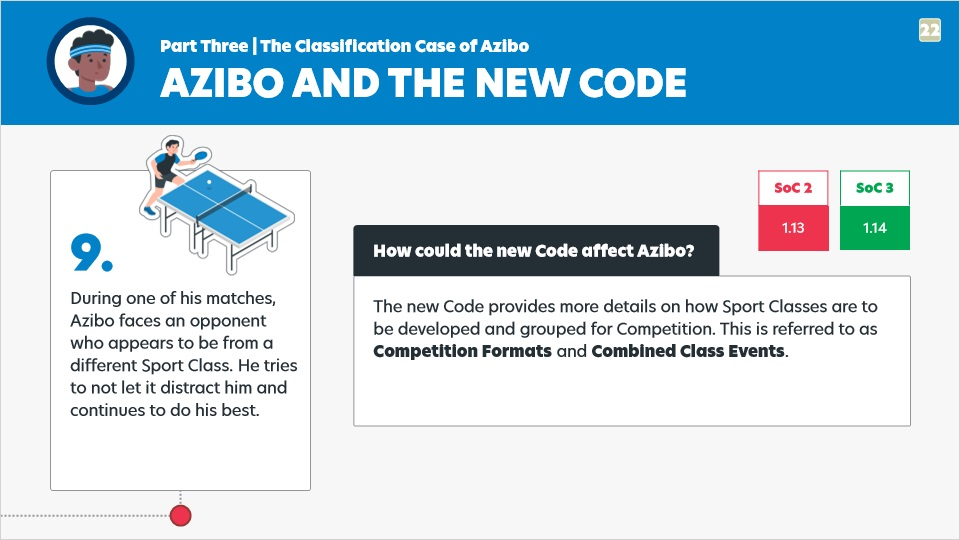 Part Three | The Classification Case of Azibo
AZIBO AND THE NEW CODE
22
9.
During one of his matches,
Azibo faces an opponent
who appears to be from a
different Sport Class. He tries
to not let it distract him and
continues to do his best.
SoC 2
1.13
SoC 3
1.14
How could the new Code affect Azibo?
The new Code provides more details on how Sport Classes are to
be developed and grouped for Competition. This is referred to as
Competition Formats and Combined Class Events.